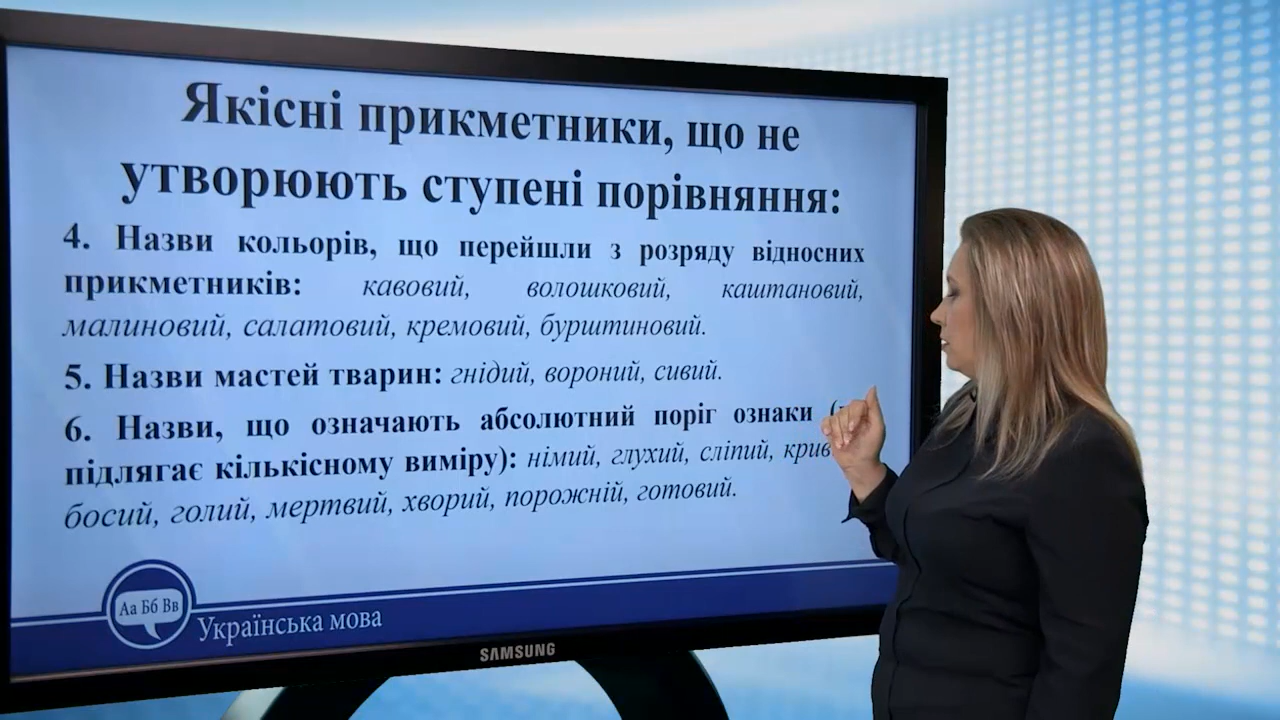 Якісні прикметники, що не
утворюють ступені порівняння:
4. Назви кольорів, що перейшли з розряду відносних
прикметників: кавовий, волошковий, каштановий,
малиновий, салатовий, кремовий, бурштиновий.
5. Назви мастей тварин: гнідий, вороний, сивий.
6. Назви, що означають абсолютний поріг ознаки
підлягає кількісному виміру): німий, глухий, сліпий,
босий, голий, мертвий, хворий, порожній, готовий.
Аа Бб Вв
Українська мова
SAMSUNG